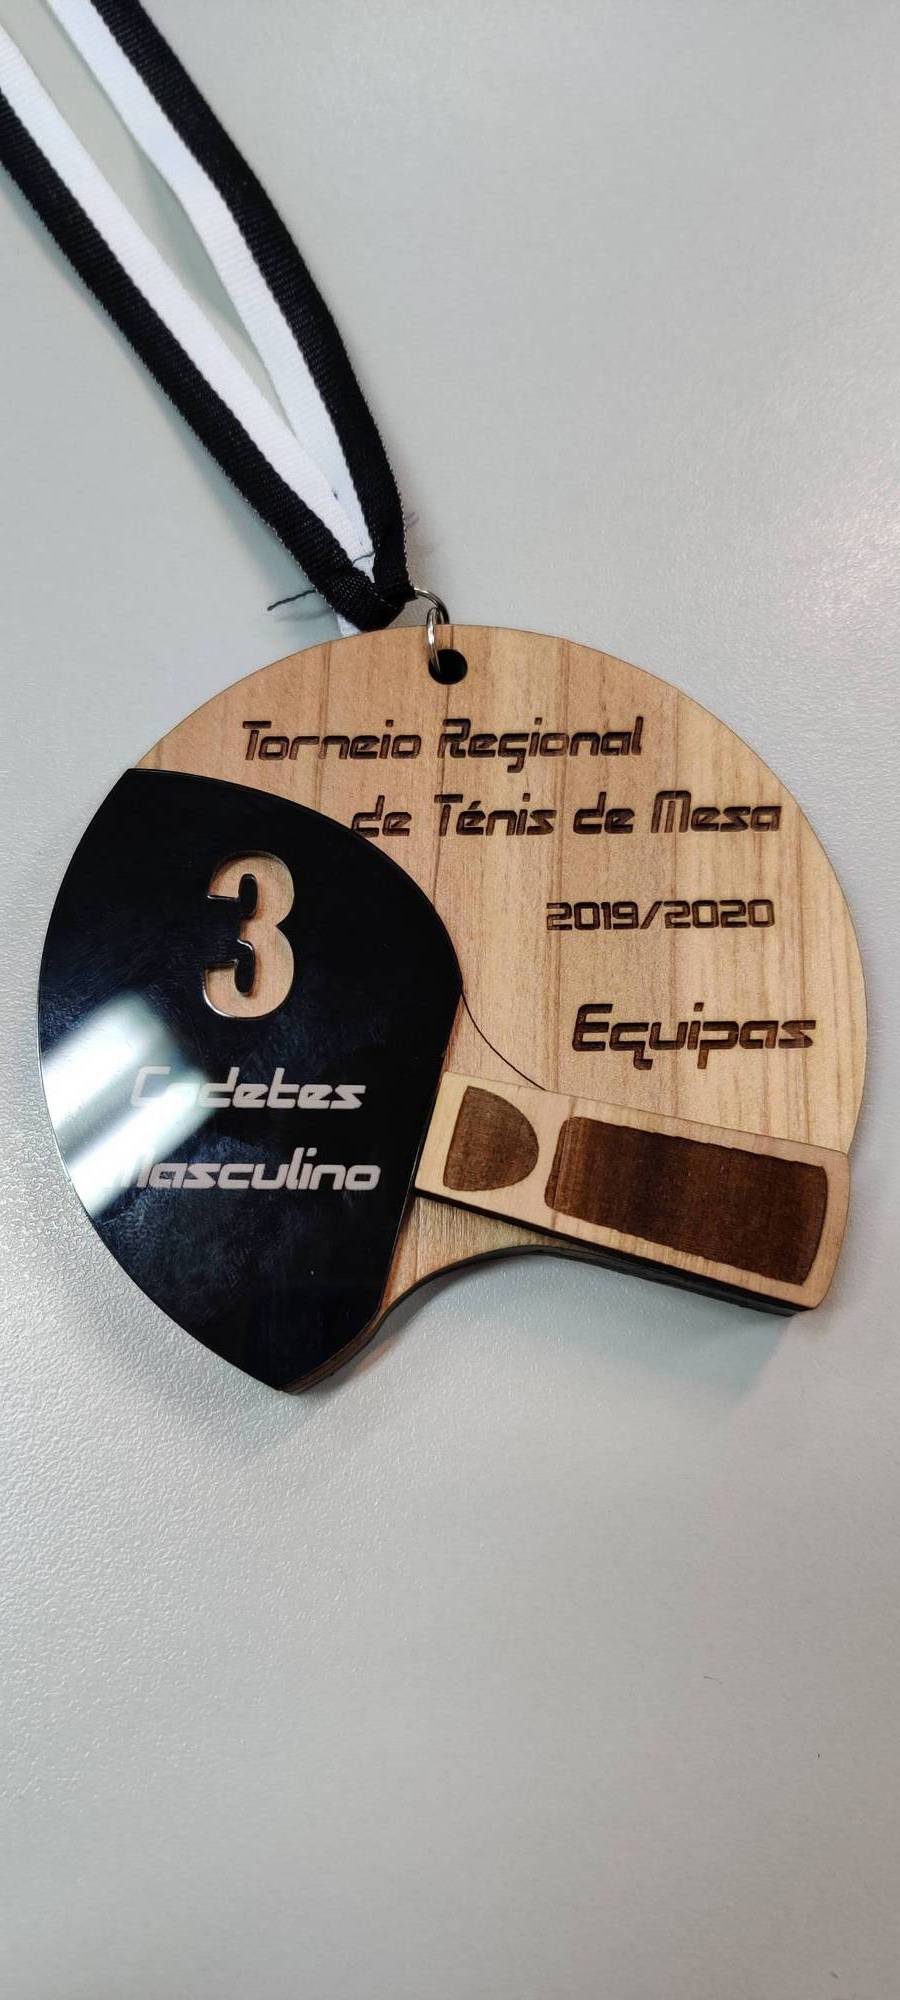 Torneio Regional
de Ténis de Mesa
2019/2020
Equipas
3
Cadetes
Masculino